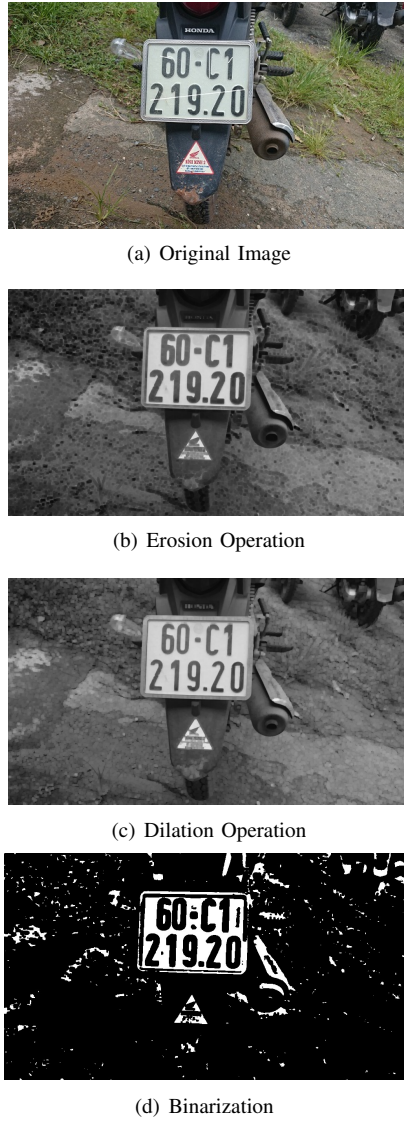 HONDA
60-C1
219.20
(a) Original Image
60-C1
219.20
(b) Erosion Operation
HONDA
60-C1
219.20
(c) Dilation Operation
60-C1
219.20
(d) Binarization